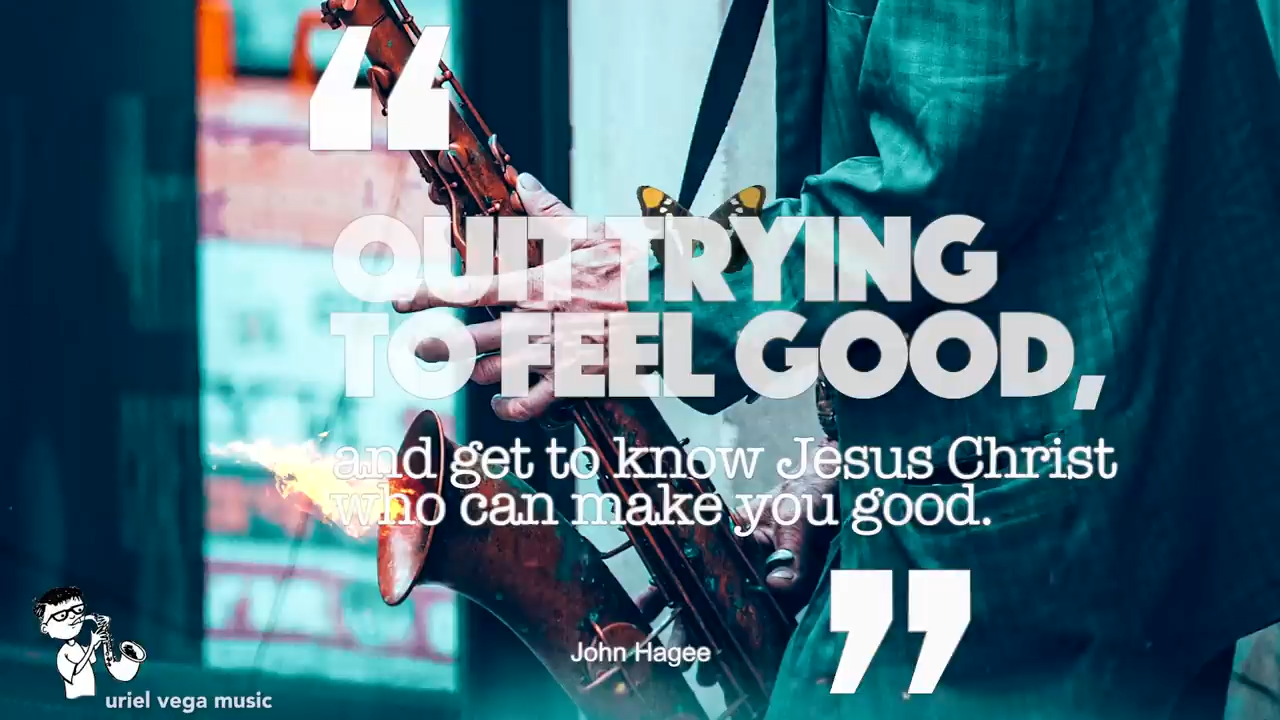 “
QUIT TRYING
TO FEEL GOOD,
and get to know Jesus Christ
who can make you good.
”
John Hagee
uriel vega music